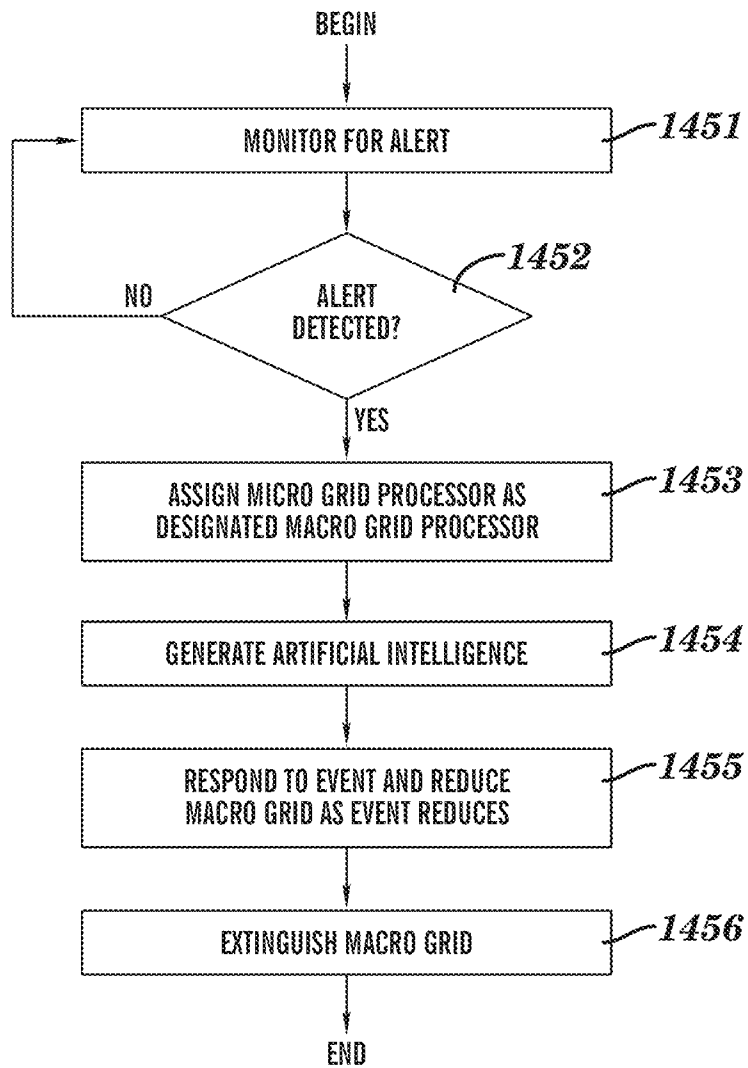 BEGIN
MONITOR FOR ALERT
1451
ALERT
DETECTED?
1452
NO
YES
ASSIGN MICRO GRID PROCESSOR AS
DESIGNATED MACRO GRID PROCESSOR
1453
GENERATE ARTIFICIAL INTELLIGENCE
1454
RESPOND TO EVENT AND REDUCE
MACRO GRID AS EVENT REDUCES
1455
EXTINGUISH MACRO GRID
1456
END